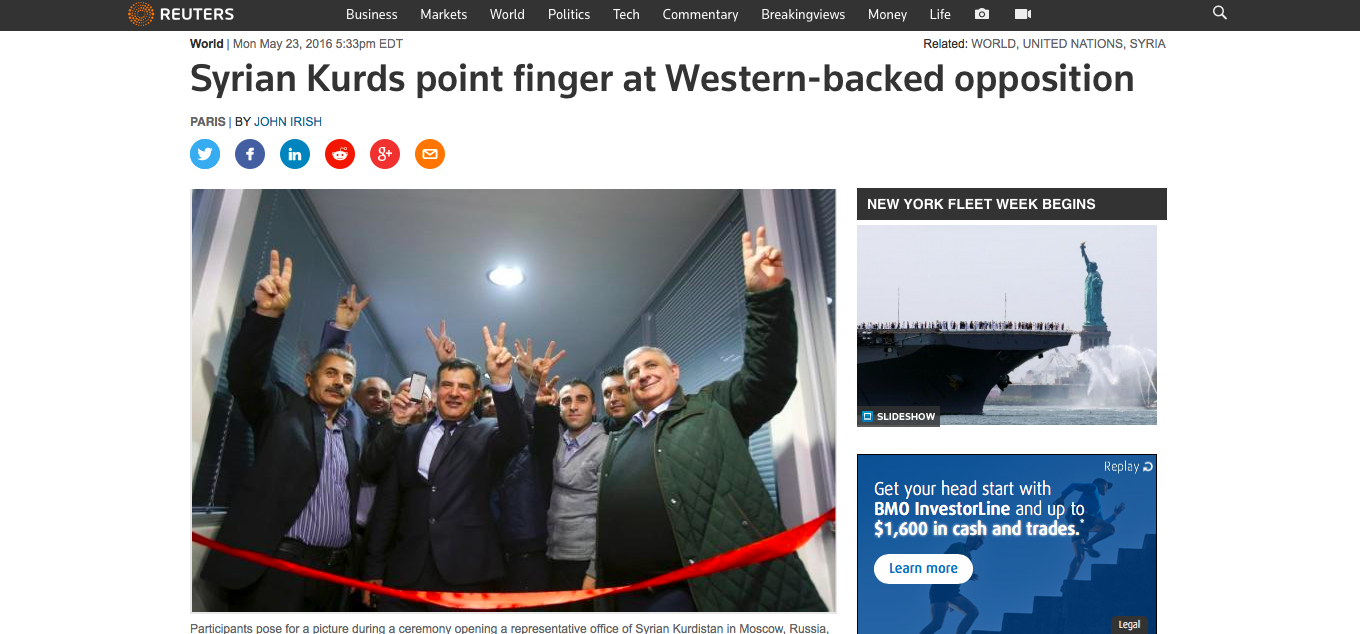 REUTERS
Business Markets World Politics Tech Commentary Breakingviews Money Life
World | Mon May 23, 2016 5:33pm EDT
Related: WORLD, UNITED NATIONS, SYRIA
Syrian Kurds point finger at Western-backed opposition
PARIS | BY JOHN IRISH
NEW YORK FLEET WEEK BEGINS
SLIDESHOW
Replay
Get your head start with
BMO InvestorLine and up to
$1,600 in cash and trades.*
Learn more
Legal
Participants pose for a picture during a ceremony opening a representative office of Syrian Kurdistan in Moscow, Russia,